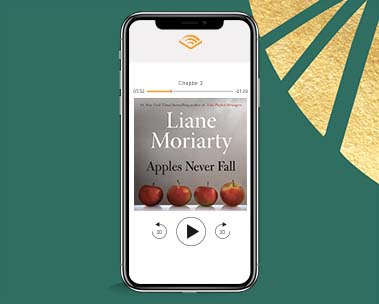 Chapter 3
03:52
-21:29
#1 New York Times bestselling author of Nine Perfect Strangers
Liane
Moriarty
Apples Never Fall
30
30